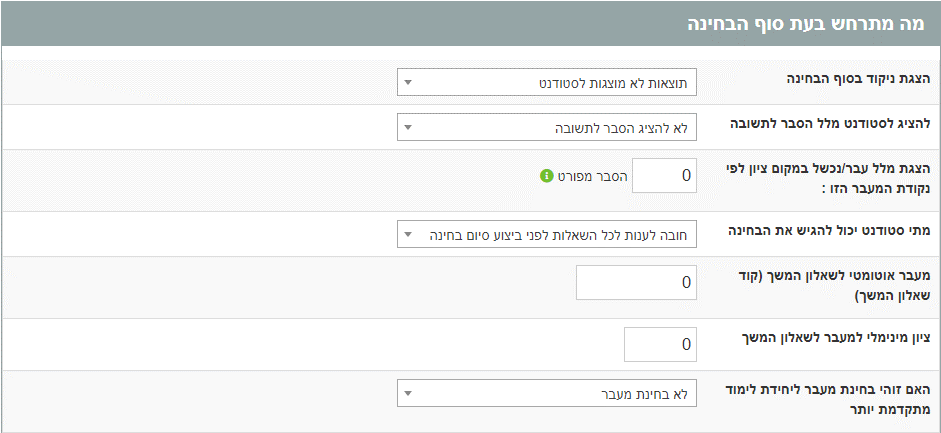 מה מתרחש בעת סוף הבחינה
הצגת ניקוד בסוף הבחינה
תוצאות לא מוצגות לסטודנט
להציג לסטודנט מלל הסבר לתשובה
לא להציג הסבר לתשובה
הצגת מלל עבר/נכשל במקום ציון לפי
נקודת המעבר הזו :
0
הסבר מפורט
מתי סטודנט יכול להגיש את הבחינה
חובה לענות לכל השאלות לפני ביצוע סיום בחינה
מעבר אוטומטי לשאלון המשך (קוד
שאלון המשך)
0
ציון מינימלי למעבר לשאלון המשך
0
האם זוהי בחינת מעבר ליחידת לימוד
מתקדמת יותר
לא בחינת מעבר